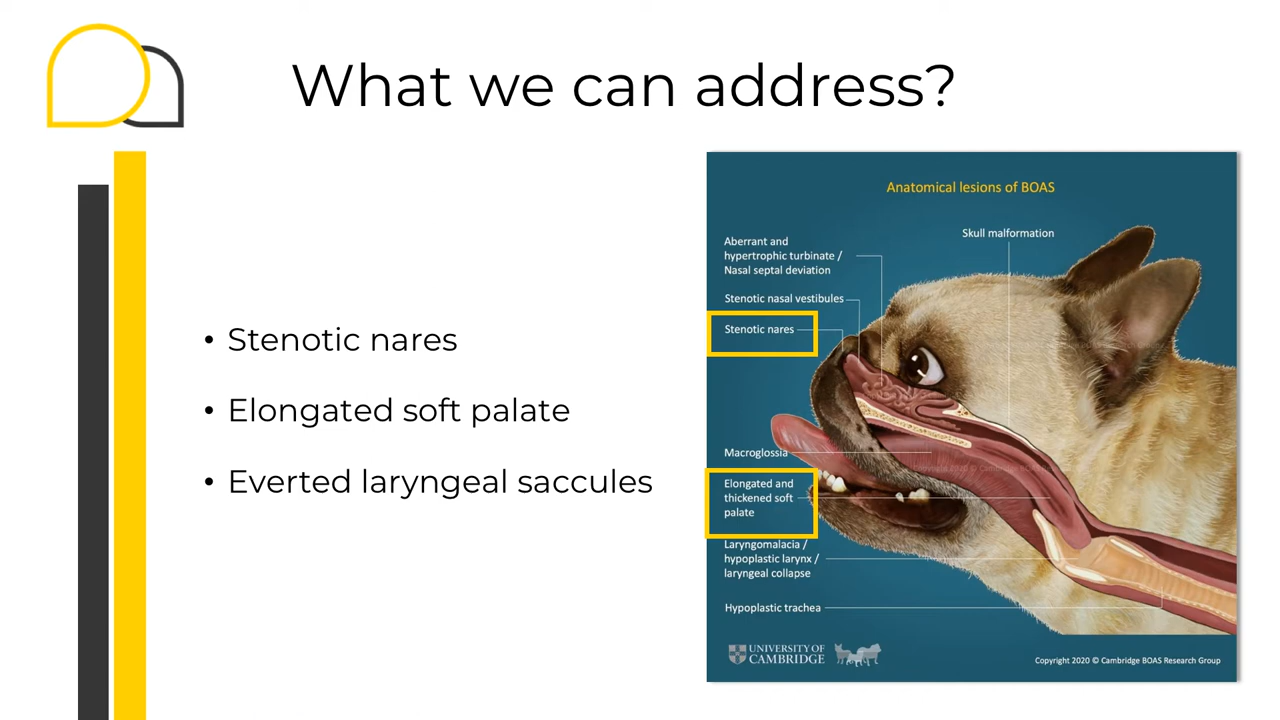 What we can address?
• Stenotic nares
• Elongated soft palate
• Everted laryngeal saccules
Anatomical lesions of BOAS
Skull malformation
Aberrant and
hypertrophic turbinate /
Nasal septal deviation
Stenotic nasal vestibules
Stenotic nares
Macroglossia
Elongated and
thickened soft
palate
Laryngomalacia /
hypoplastic larynx /
laryngeal collapse
Hypoplastic trachea
UNIVERSITY OF
CAMBRIDGE
Copyright 2020 © Cambridge BOAS Research Group